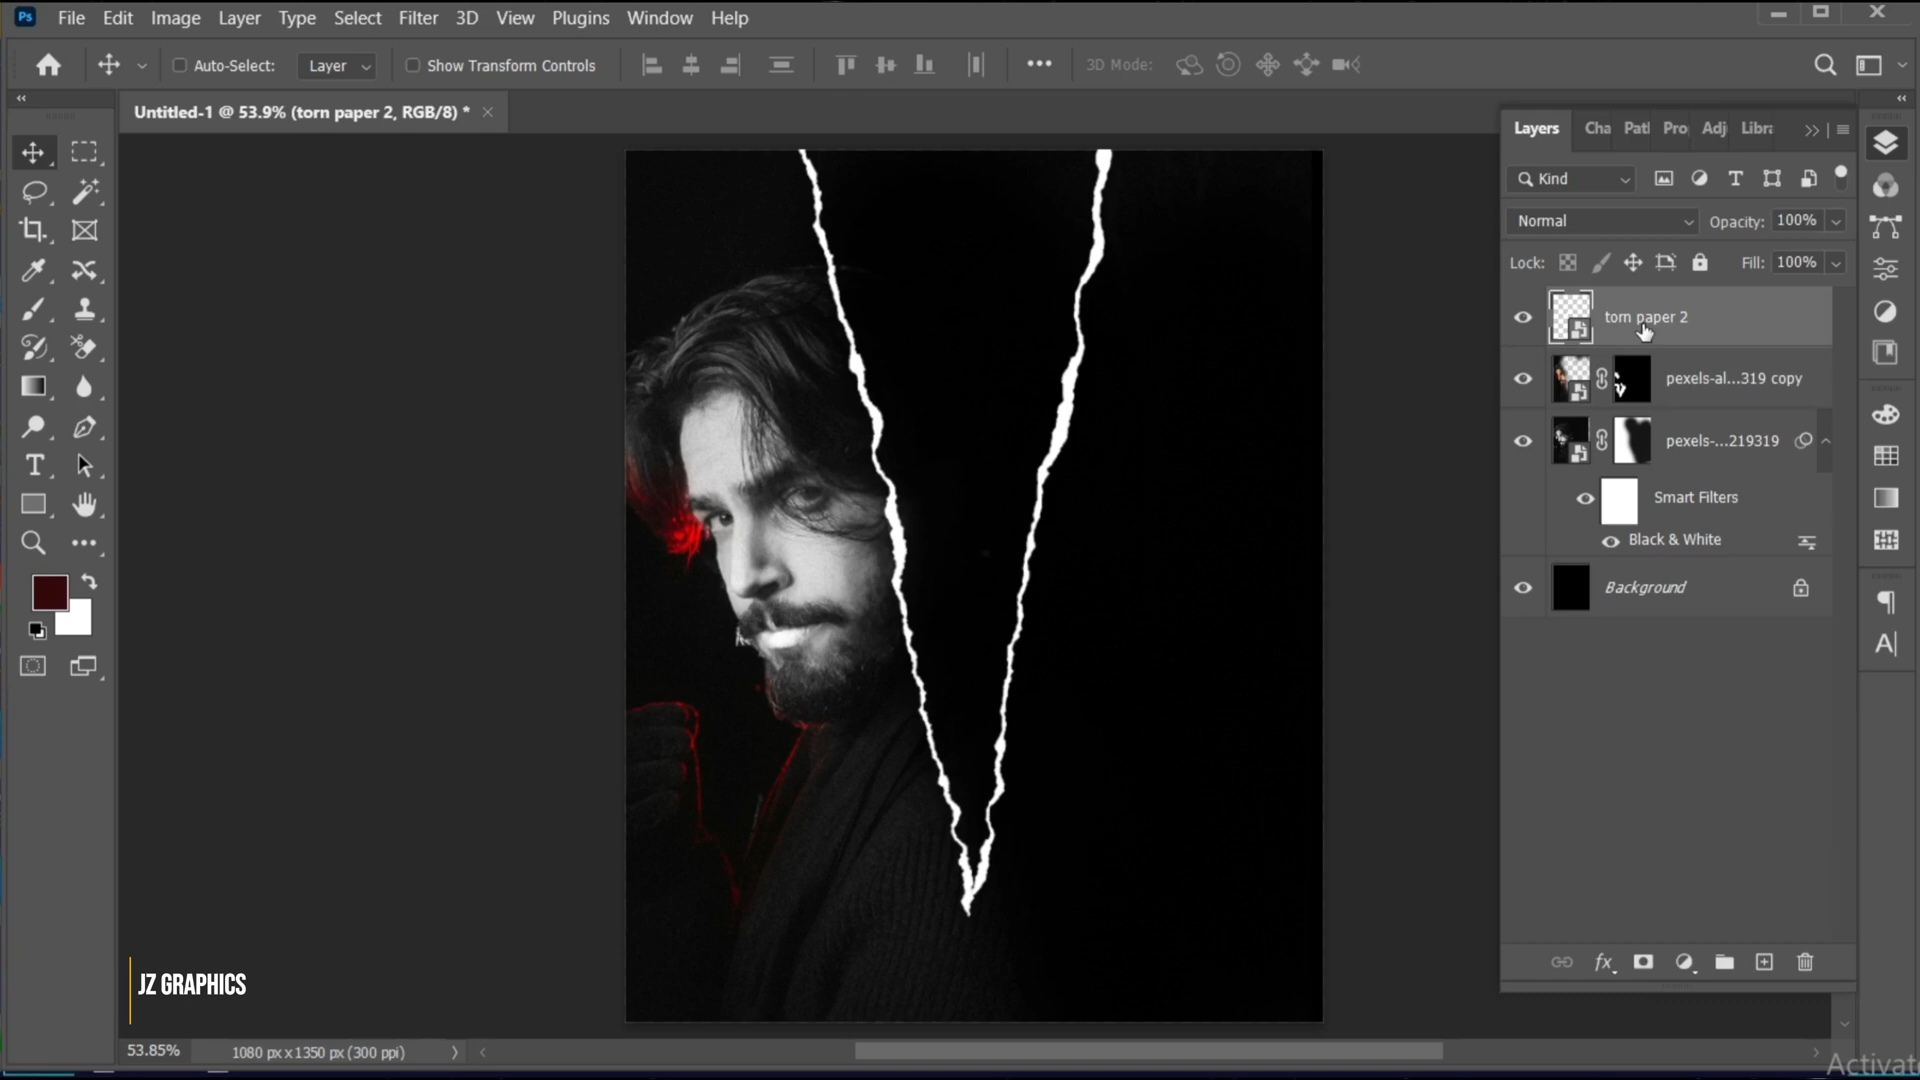 Ps File Edit Image Layer Type Select Filter 3D View Plugins Window Help
Auto-Select: Layer Show Transform Controls 3D Mode:
Untitled-1 @ 53.9% (torn paper 2, RGB/8) *
Layers Cha Patl Pro Adj Libra
Kind
Normal Opacity: 100%
Lock: Fill: 100%
torn paper 2
pexels-al...319 copy
pexels-...219319
Smart Filters
Black & White
Background
JZ GRAPHICS
53.85% 1080 px x 1350 px (300 ppi)
Activat